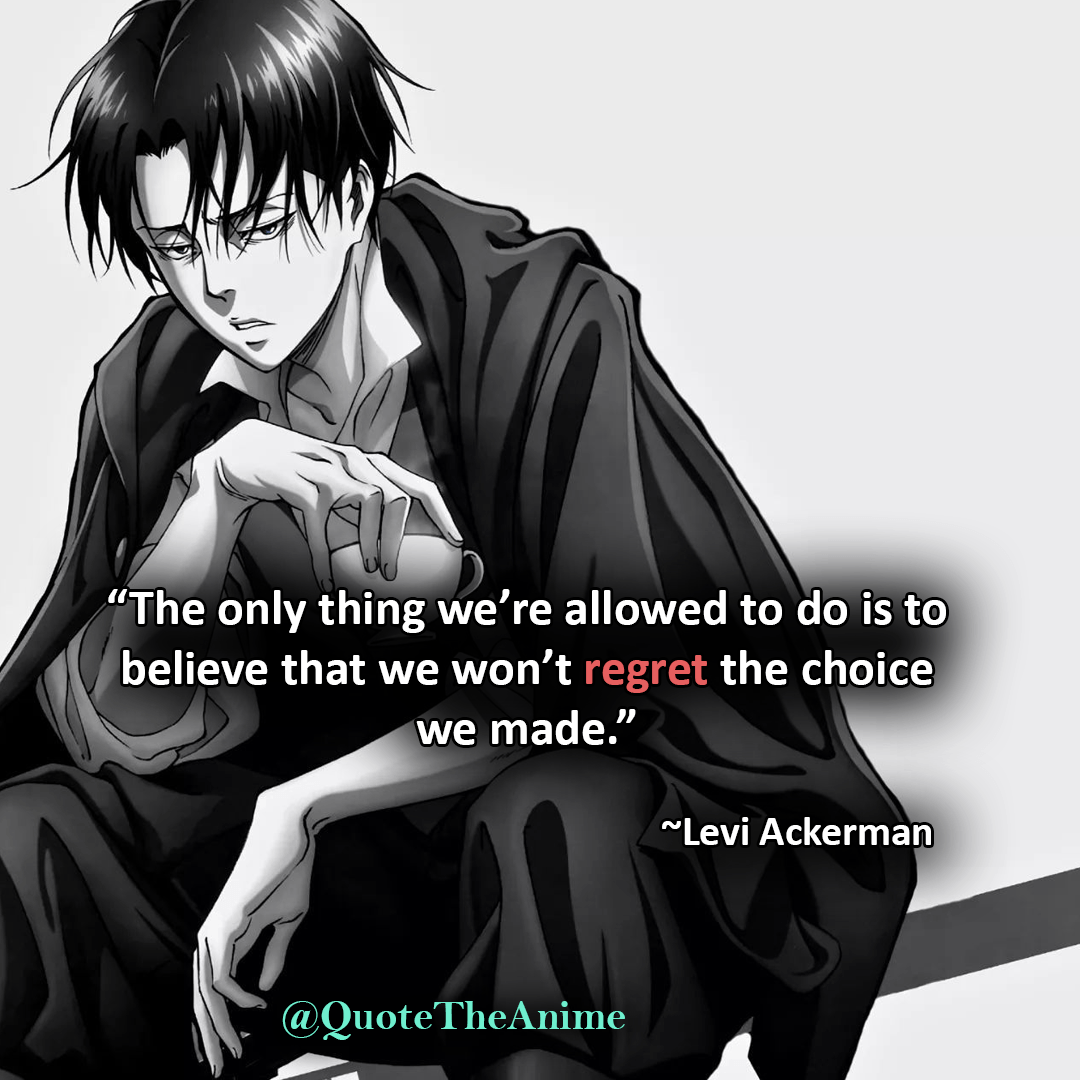 “The only thing we’re allowed to do is to
believe that we won’t regret the choice
we made.”
~Levi Ackerman
@QuoteTheAnime